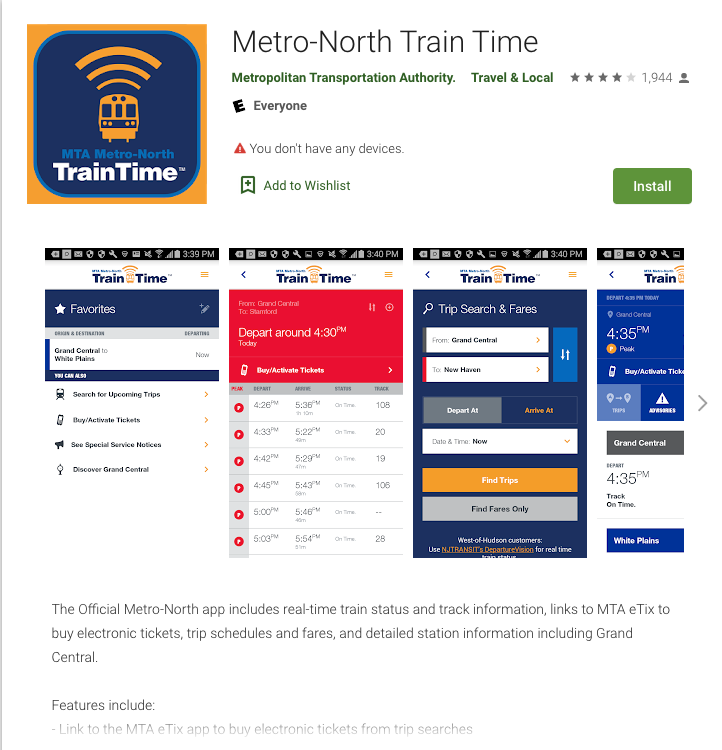 Metro-North Train Time
Metropolitan Transportation Authority. Travel & Local 1,944
E Everyone
You don't have any devices.
Add to Wishlist
Install
MTA Metro-North
TrainTime™
3:39 PM
MTA Metro-North
Train Time™
Favorites
ORIGIN & DESTINATION DEPARTING
Grand Central to
White Plains
Now
YOU CAN ALSO
Search for Upcoming Trips
Buy/Activate Tickets
See Special Service Notices
Discover Grand Central
3:40 PM
MTA Metro-North
Train Time™
From: Grand Central
To: Stamford
Depart around 4:30PM
Today
Buy/Activate Tickets
PEAK DEPART ARRIVE STATUS TRACK
P 4:26PM 5:36PM On Time 108
1h 10m
P 4:33PM 5:22PM On Time 20
49m
P 4:42PM 5:29PM On Time 19
47m
P 4:45PM 5:43PM On Time 106
58m
P 5:00PM 5:46PM On Time --
46m
P 5:03PM 5:54PM On Time 28
51m
3:40 PM
MTA Metro-North
Train Time™
Trip Search & Fares
From: Grand Central
To: New Haven
Depart At Arrive At
Date & Time: Now
Find Trips
Find Fares Only
West-of-Hudson customers:
Use NJTRANSIT's DepartureVision for real time
train status
MTA Metro-North
Train Ti
DEPART 4:35 PM TODAY
Grand Central
4:35PM
P Peak
Buy/Activate Ticke
TRIPS ADVISORIES
Grand Central
DEPART
4:35PM
Track
On Time.
White Plains
The Official Metro-North app includes real-time train status and track information, links to MTA eTix to
buy electronic tickets, trip schedules and fares, and detailed station information including Grand
Central.
Features include:
- Link to the MTA eTix app to buy electronic tickets from trip searches